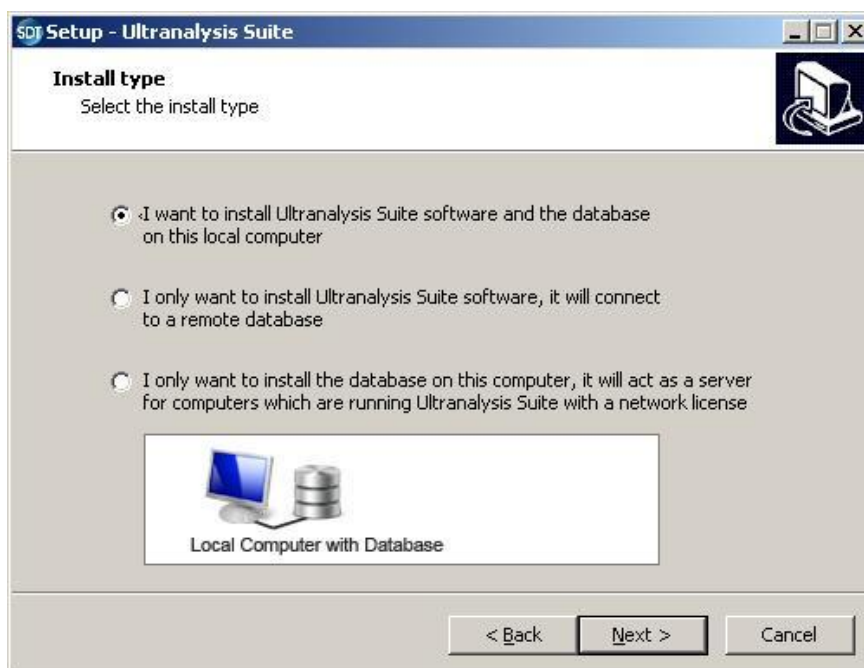 SDT Setup - Ultranalysis Suite
Install type
Select the install type
I want to install Ultranalysis Suite software and the database
on this local computer
I only want to install Ultranalysis Suite software, it will connect
to a remote database
I only want to install the database on this computer, it will act as a server
for computers which are running Ultranalysis Suite with a network license
Local Computer with Database
< Back Next > Cancel